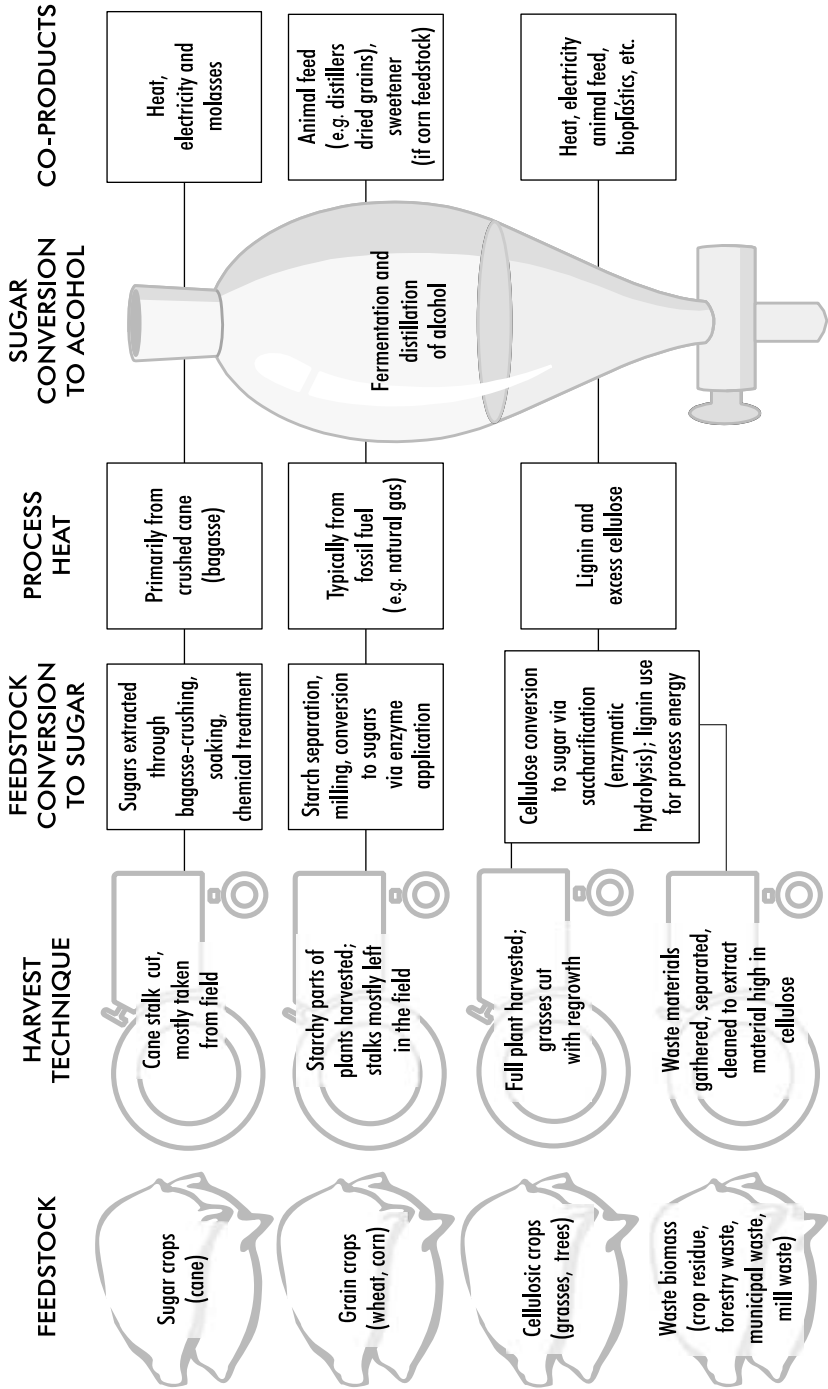 FEEDSTOCK
HARVEST
TECHNIQUE
FEEDSTOCK
CONVERSION
TO SUGAR
PROCESS
HEAT
SUGAR
CONVERSION
TO ACOHOL
CO-PRODUCTS
Sugar crops
(cane)
Cane stalk cut,
mostly taken
from field
Sugars extracted
through
bagasse-crushing,
soaking,
chemical treatment
Primarily from
crushed cane
(bagasse)
Heat,
electricity and
molasses
Grain crops
(wheat, corn)
Starchy parts of
plants harvested;
stalks mostly left
in the field
Starch separation,
milling, conversion
to sugars
via enzyme
application
Typically from
fossil fuel
(e.g. natural gas)
Fermentation and
distillation
of alcohol
Animal feed
(e.g. distillers
dried grains),
sweetener
(if corn feedstock)
Cellulosic crops
(grasses, trees)
Full plant harvested;
grasses cut
with regrowth
Cellulose conversion
to sugar via
saccharification
(enzymatic
hydrolysis); lignin use
for process energy
Lignin and
excess cellulose
Heat, electricity
animal feed,
bioplastics, etc.
Waste biomass
(crop residue,
forestry waste,
municipal waste,
mill waste)
Waste materials
gathered, separated,
cleaned to extract
material high in
cellulose